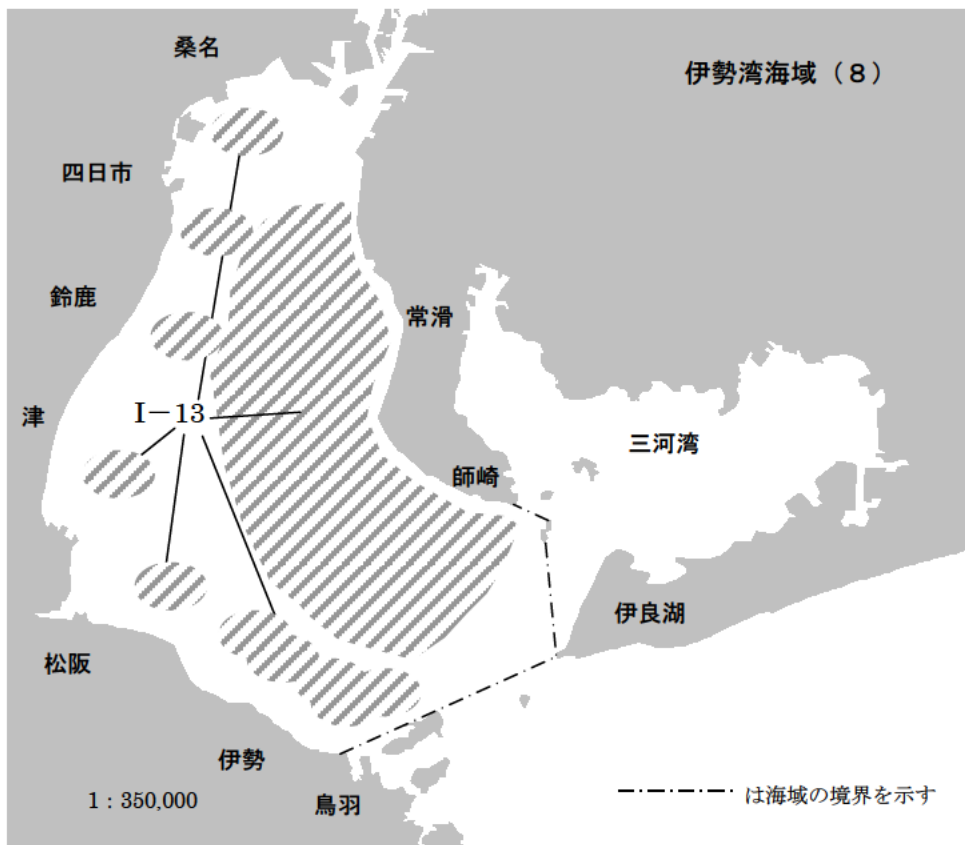 桑名
伊勢湾海域（８）
四日市
鈴鹿
常滑
津
I－13
三河湾
師崎
伊良湖
松阪
伊勢
1：350,000
鳥羽
は海域の境界を示す